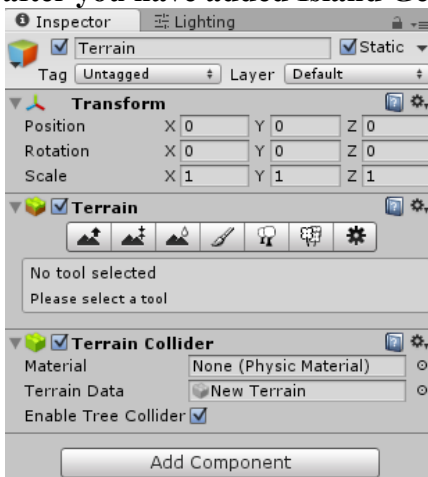 after you have added Island Ge
Inspector Lighting
Terrain Static
Tag Untagged Layer Default
Transform
Position X 0 Y 0 Z 0
Rotation X 0 Y 0 Z 0
Scale X 1 Y 1 Z 1
Terrain
No tool selected
Please select a tool
Terrain Collider
Material None (Physic Material)
Terrain Data New Terrain
Enable Tree Collider
Add Component